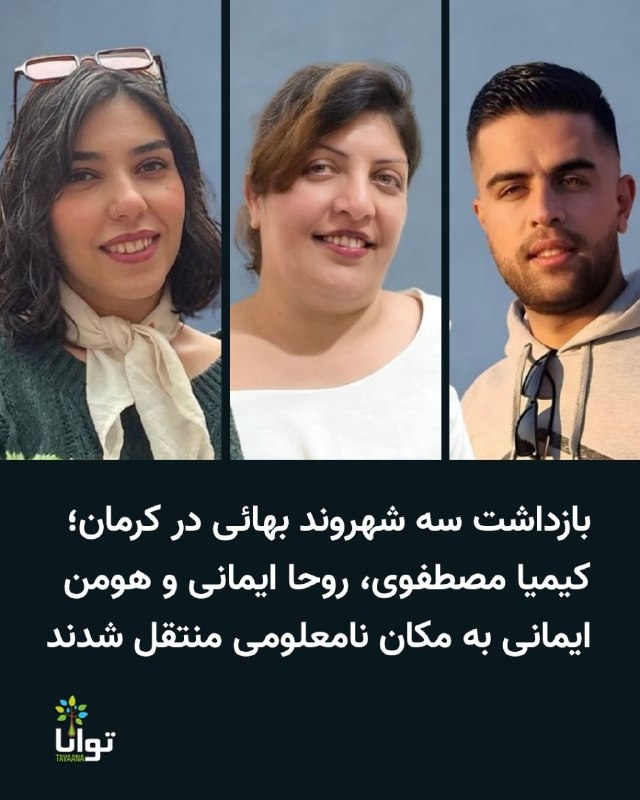 بازداشت سه شهروند بهائی در کرمان؛
کیمیا مصطفوی، روحا ایمانی و هومن
ایمانی به مکان نامعلومی منتقل شدند
توانا
TAVAANA